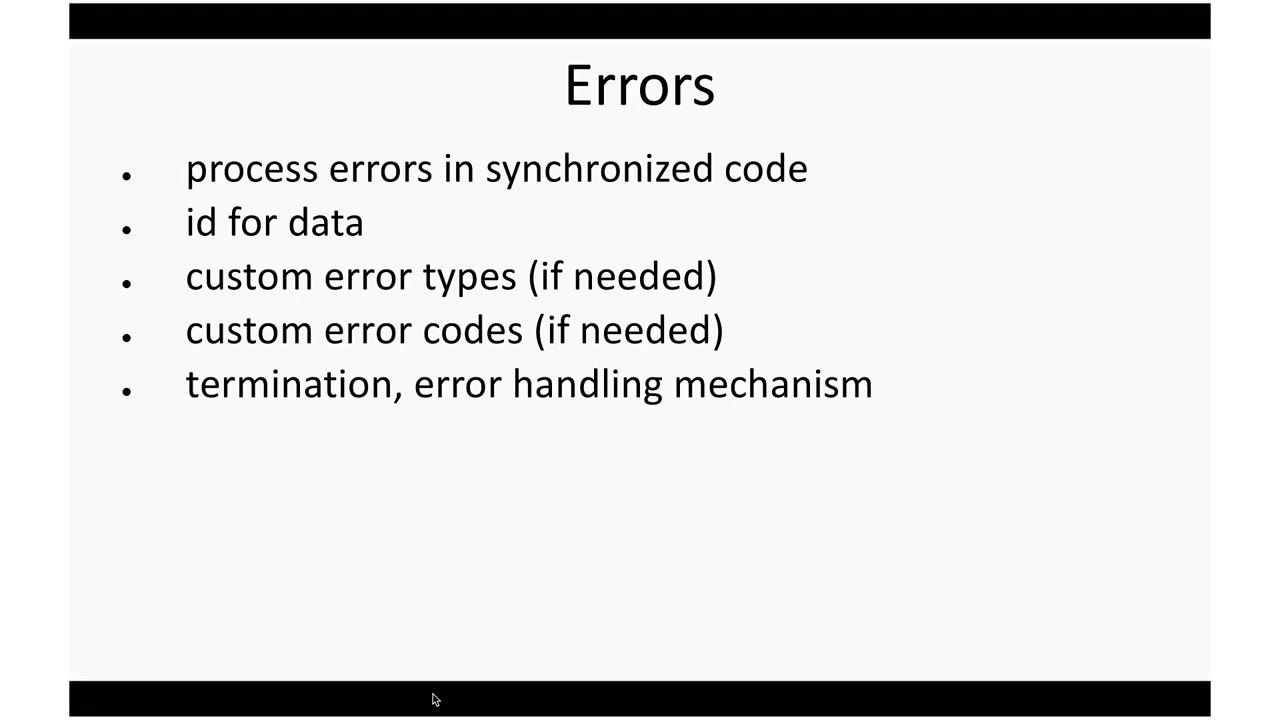 Errors
• process errors in synchronized code
• id for data
• custom error types (if needed)
• custom error codes (if needed)
• termination, error handling mechanism